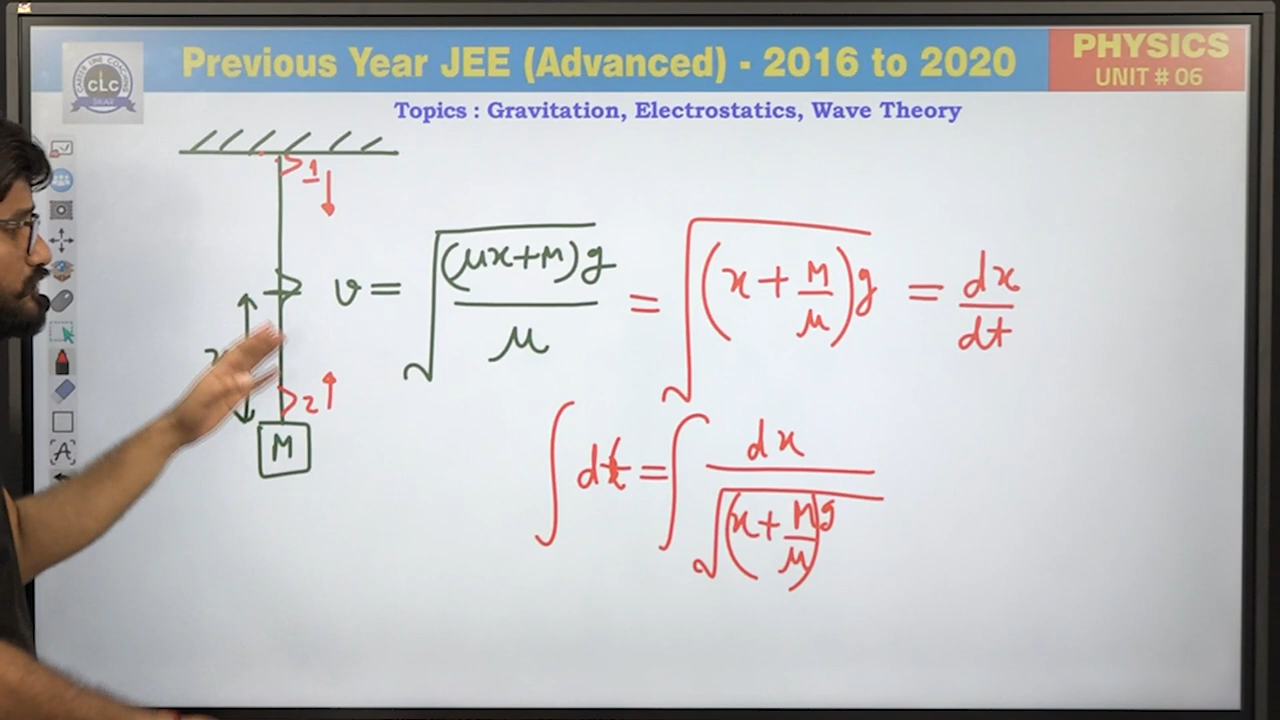 Previous Year JEE (Advanced) - 2016 to 2020
PHYSICS
UNIT # 06
CLC
Topics : Gravitation, Electrostatics, Wave Theory
1
v = √((μx+M)g / μ) = √((x + M/μ)g) = dx/dt
2
M
∫dt = ∫ dx / √((x + M/μ)g)
A